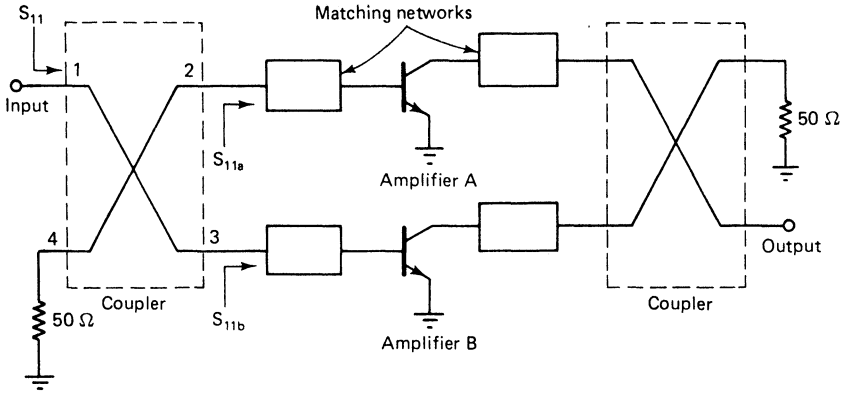 Matching networks
S₁₁
1
2
Input
S₁₁ₐ
Amplifier A
50 Ω
4
3
50 Ω
Coupler
S₁₁b
Amplifier B
Coupler
Output